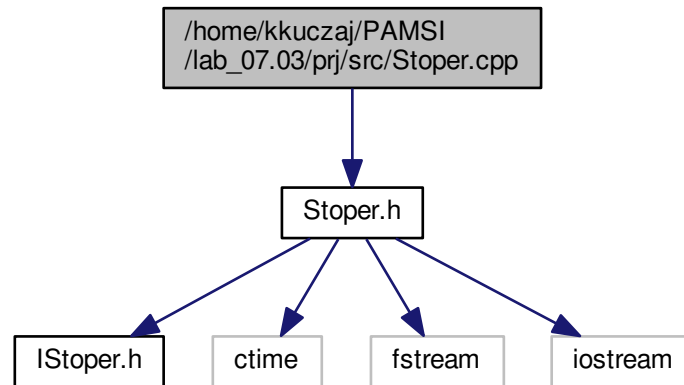 /home/kkuczaj/PAMSI
/lab_07.03/prj/src/Stoper.cpp
Stoper.h
IStoper.h
ctime
fstream
iostream